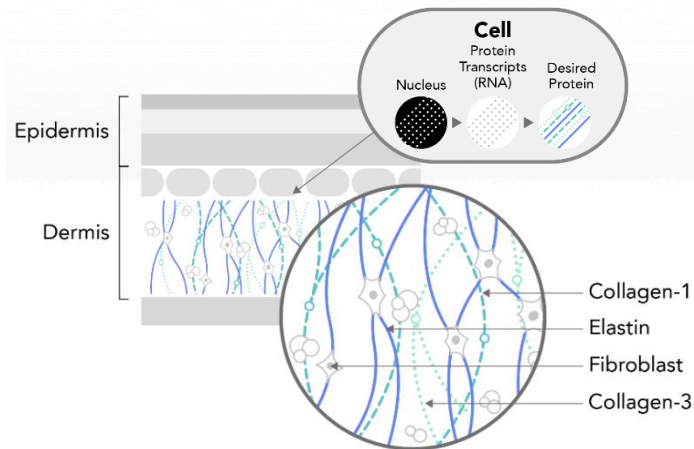 Cell
Protein
Transcripts
(RNA)
Nucleus
Desired
Protein
Epidermis
Dermis
Collagen-1
Elastin
Fibroblast
Collagen-3